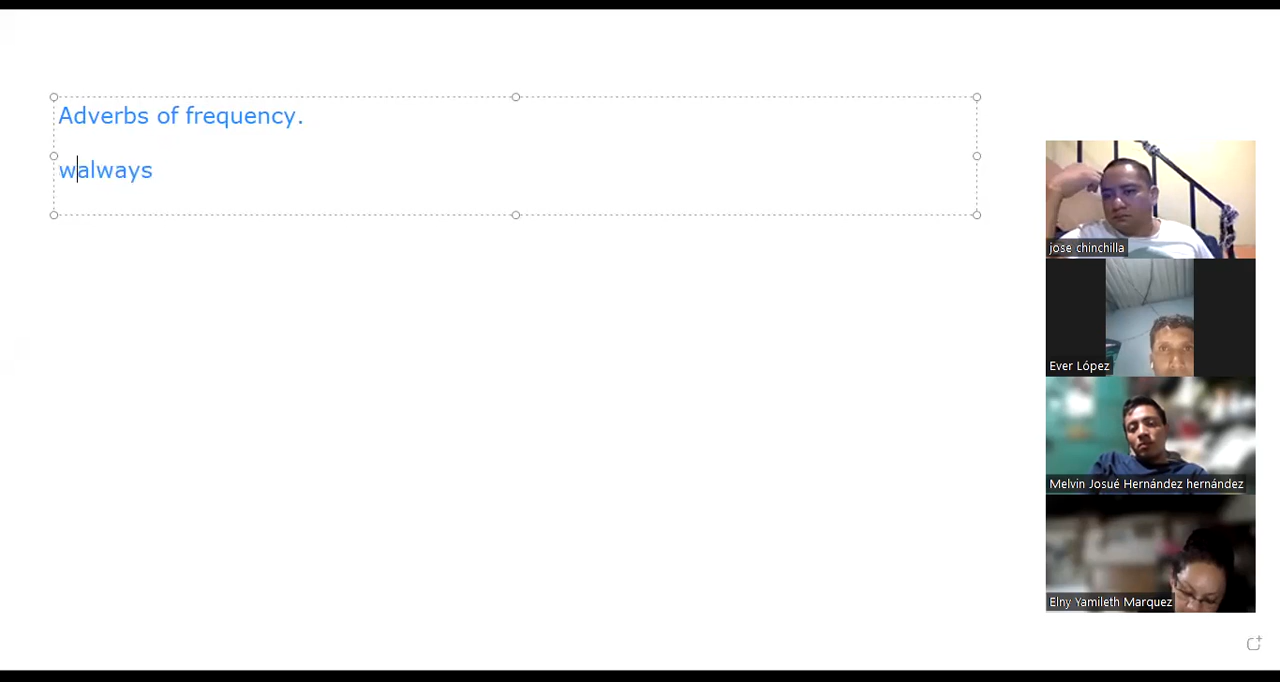 Adverbs of frequency.
walways
jose chinchilla
Ever López
Melvin Josué Hernández hernández
Elny Yamileth Marquez